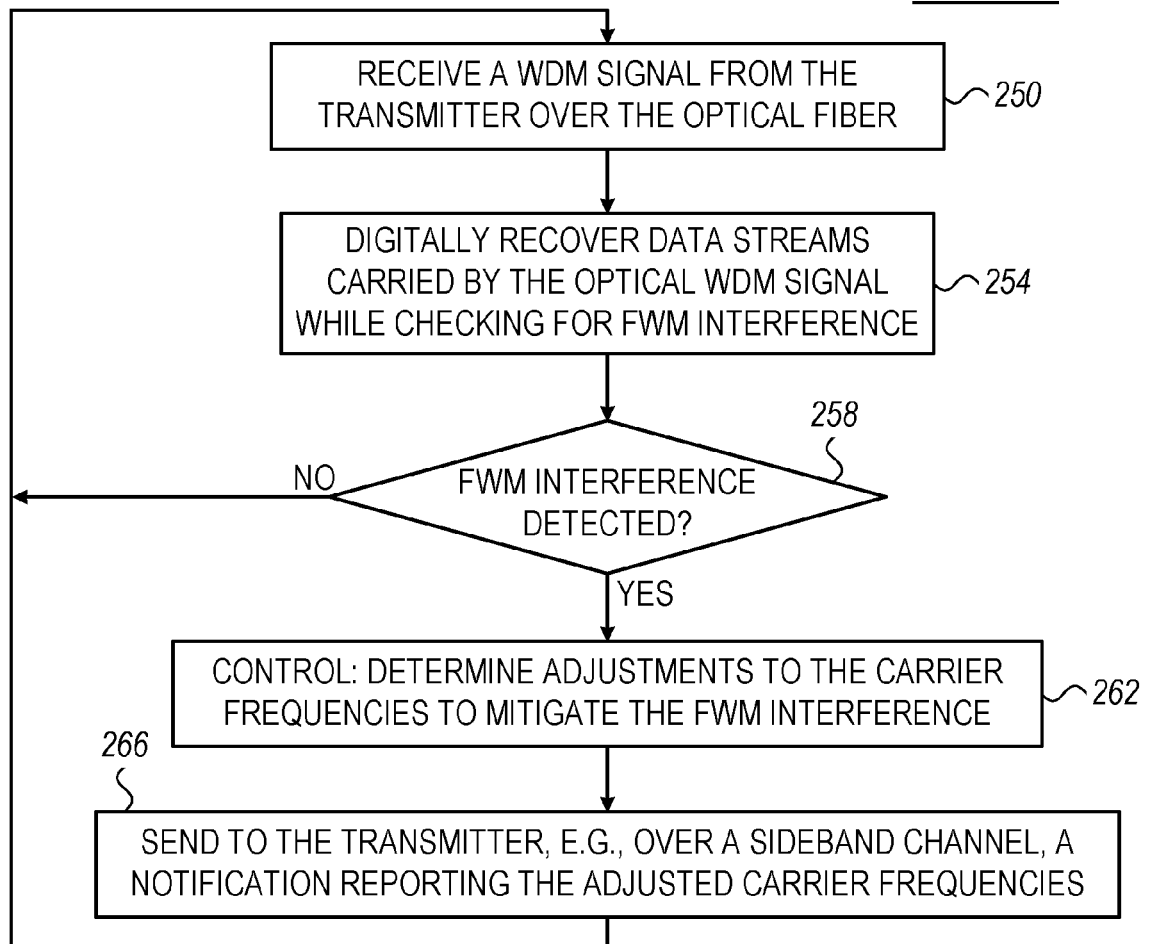 RECEIVE A WDM SIGNAL FROM THE
TRANSMITTER OVER THE OPTICAL FIBER
250
DIGITALLY RECOVER DATA STREAMS
CARRIED BY THE OPTICAL WDM SIGNAL
WHILE CHECKING FOR FWM INTERFERENCE
254
258
NO
FWM INTERFERENCE
DETECTED?
YES
CONTROL: DETERMINE ADJUSTMENTS TO THE CARRIER
FREQUENCIES TO MITIGATE THE FWM INTERFERENCE
262
266
SEND TO THE TRANSMITTER, E.G., OVER A SIDEBAND CHANNEL, A
NOTIFICATION REPORTING THE ADJUSTED CARRIER FREQUENCIES